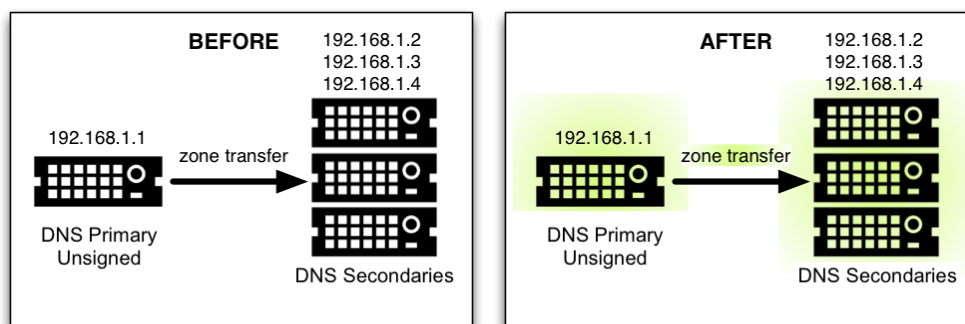 BEFORE
192.168.1.2
192.168.1.3
192.168.1.4
192.168.1.1
zone transfer
DNS Primary
Unsigned
DNS Secondaries
AFTER
192.168.1.2
192.168.1.3
192.168.1.4
192.168.1.1
zone transfer
DNS Primary
Unsigned
DNS Secondaries